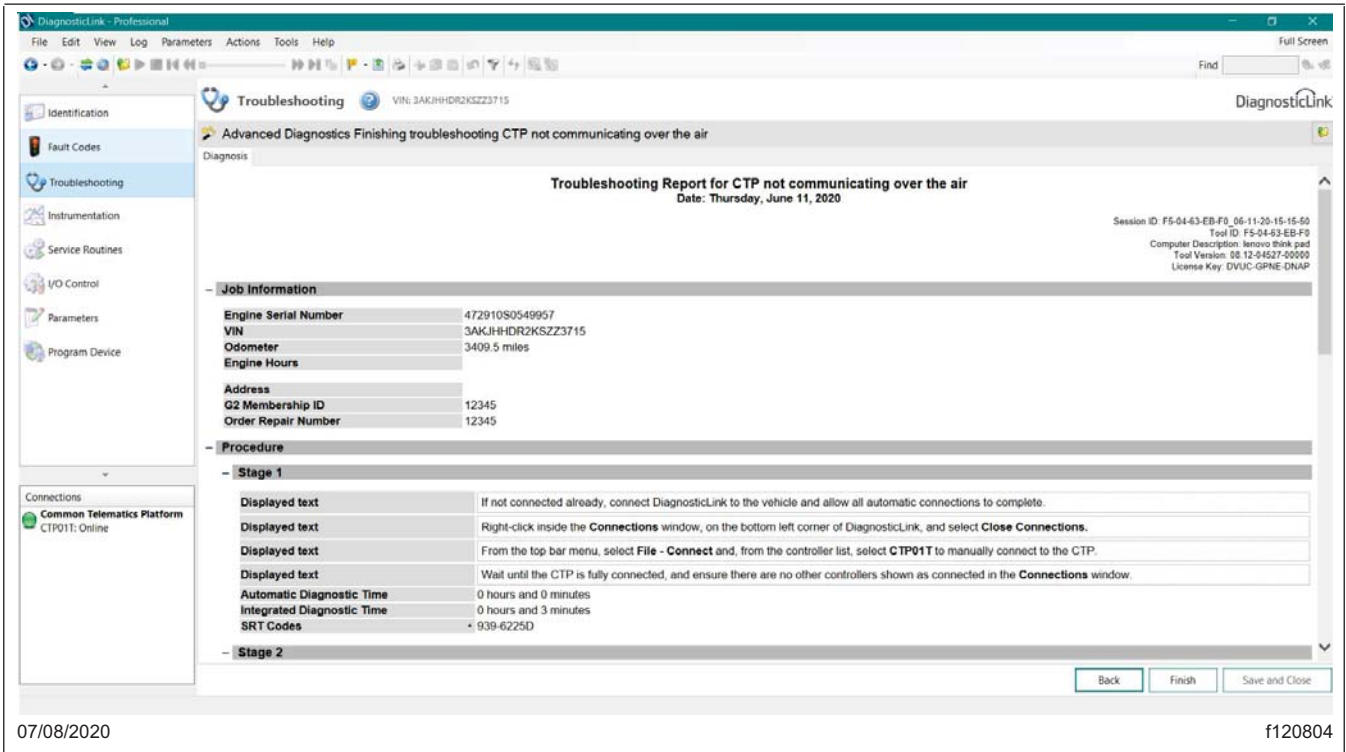 DiagnosticLink - Professional
File Edit View Log Parameters Actions Tools Help
Full Screen
Find
Identification
Fault Codes
Troubleshooting
Instrumentation
Service Routines
I/O Control
Parameters
Program Device
Connections
Common Telematics Platform
CTP01T: Online
Troubleshooting VIN: 3AKJHHDR2KSZZ3715
DiagnosticLink
Advanced Diagnostics Finishing troubleshooting CTP not communicating over the air
Diagnosis
Troubleshooting Report for CTP not communicating over the air
Date: Thursday, June 11, 2020
Session ID: F5-04-63-EB-F0_06-11-20-15-15-50
Tool ID: F5-04-63-EB-F0
Computer Description: lenovo think pad
Tool Version: 08.12-04527-00000
License Key: DVUC-GPNE-DNAP
– Job Information
Engine Serial Number 472910S0549957
VIN 3AKJHHDR2KSZZ3715
Odometer 3409.5 miles
Engine Hours
Address
G2 Membership ID 12345
Order Repair Number 12345
– Procedure
– Stage 1
Displayed text If not connected already, connect DiagnosticLink to the vehicle and allow all automatic connections to complete.
Displayed text Right-click inside the Connections window, on the bottom left corner of DiagnosticLink, and select Close Connections.
Displayed text From the top bar menu, select File - Connect and, from the controller list, select CTP01T to manually connect to the CTP.
Displayed text Wait until the CTP is fully connected, and ensure there are no other controllers shown as connected in the Connections window.
Automatic Diagnostic Time 0 hours and 0 minutes
Integrated Diagnostic Time 0 hours and 3 minutes
SRT Codes • 939-6225D
– Stage 2
Back Finish Save and Close
07/08/2020 f120804